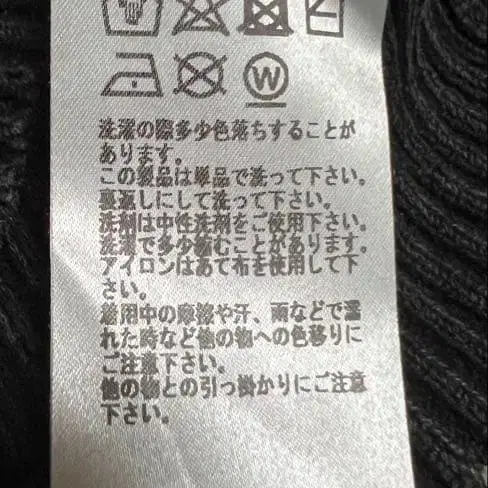 W
洗濯の際多少色落ちすることが
あります。
この製品は単品で洗って下さい。
裏返しにして洗って下さい。
洗剤は中性洗剤をご使用下さい。
洗濯で多少縮むことがあります。
アイロンはあて布を使用して下
さい。
着用中の摩擦や汗、雨などで濡
れた時など他の物への色移りに
ご注意下さい。
他の物との引っ掛かりにご注意
下さい。